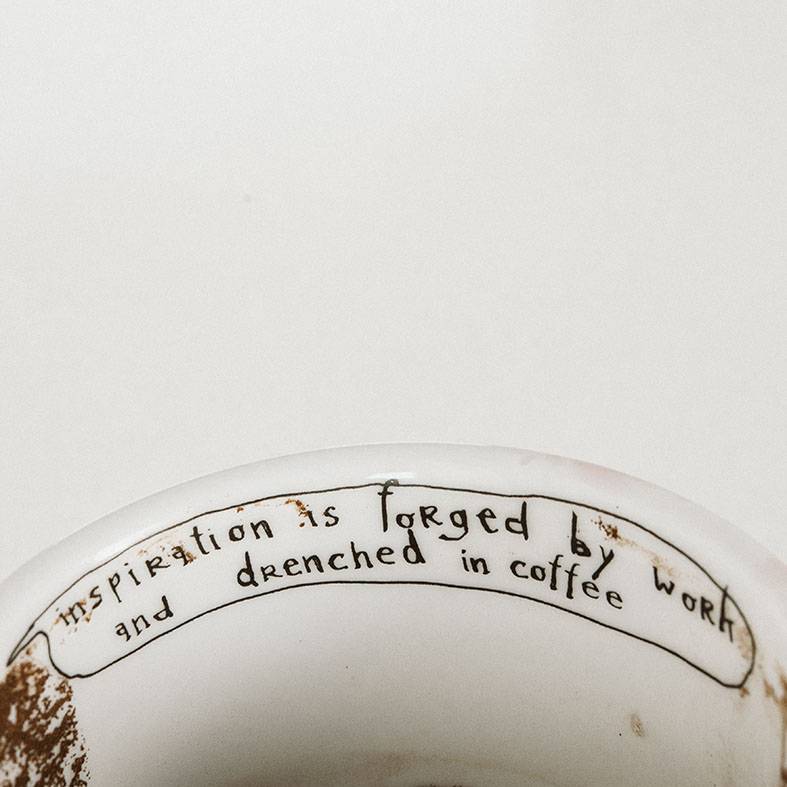 inspiration is forged by work
and drenched in coffee